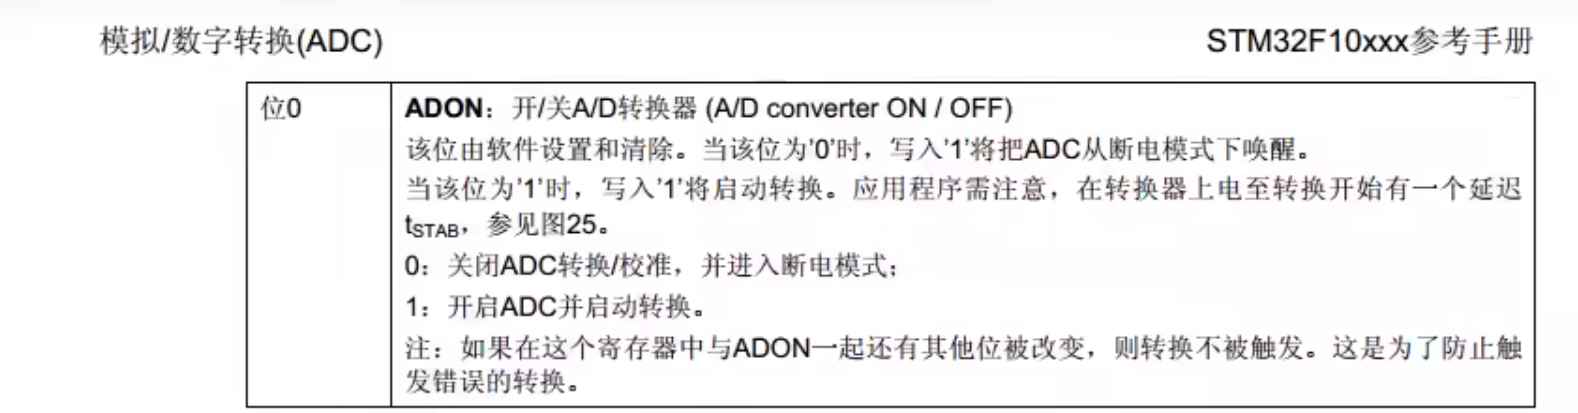 模拟/数字转换(ADC)
STM32F10xxx参考手册
位0
ADON：开/关A/D转换器 (A/D converter ON / OFF)
该位由软件设置和清除。当该位为'0'时，写入'1'将把ADC从断电模式下唤醒。
当该位为'1'时，写入'1'将启动转换。应用程序需注意，在转换器上电至转换开始有一个延迟
tSTAB，参见图25。
0：关闭ADC转换/校准，并进入断电模式；
1：开启ADC并启动转换。
注：如果在这个寄存器中与ADON一起还有其他位被改变，则转换不被触发。这是为了防止触
发错误的转换。